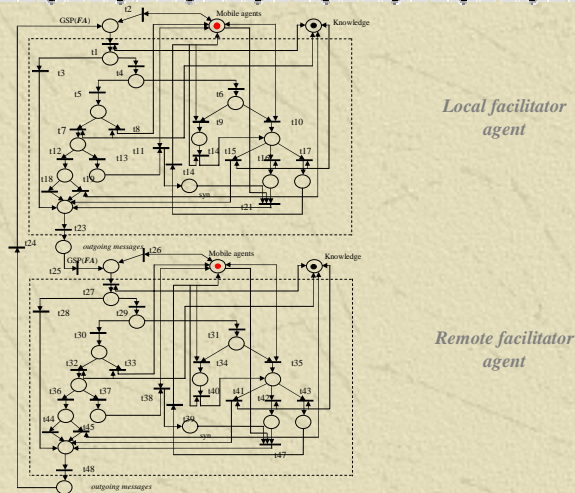 t2
Mobile agents
GSP(FA)
Knowledge
t1
t3
t4
t5
t6
t9
t10
t7
t8
t12
t13
t11
t14
t15
t16
t17
t14
t18
t19
syn
t21
t23
t24
outgoing messages
t26
Mobile agents
GSP(FA)
Knowledge
t25
t27
t28
t29
t30
t31
t32
t33
t34
t35
t36
t37
t38
t40
t41
t42
t43
t39
t44
t45
syn
t47
t48
outgoing messages
Local facilitator
agent
Remote facilitator
agent